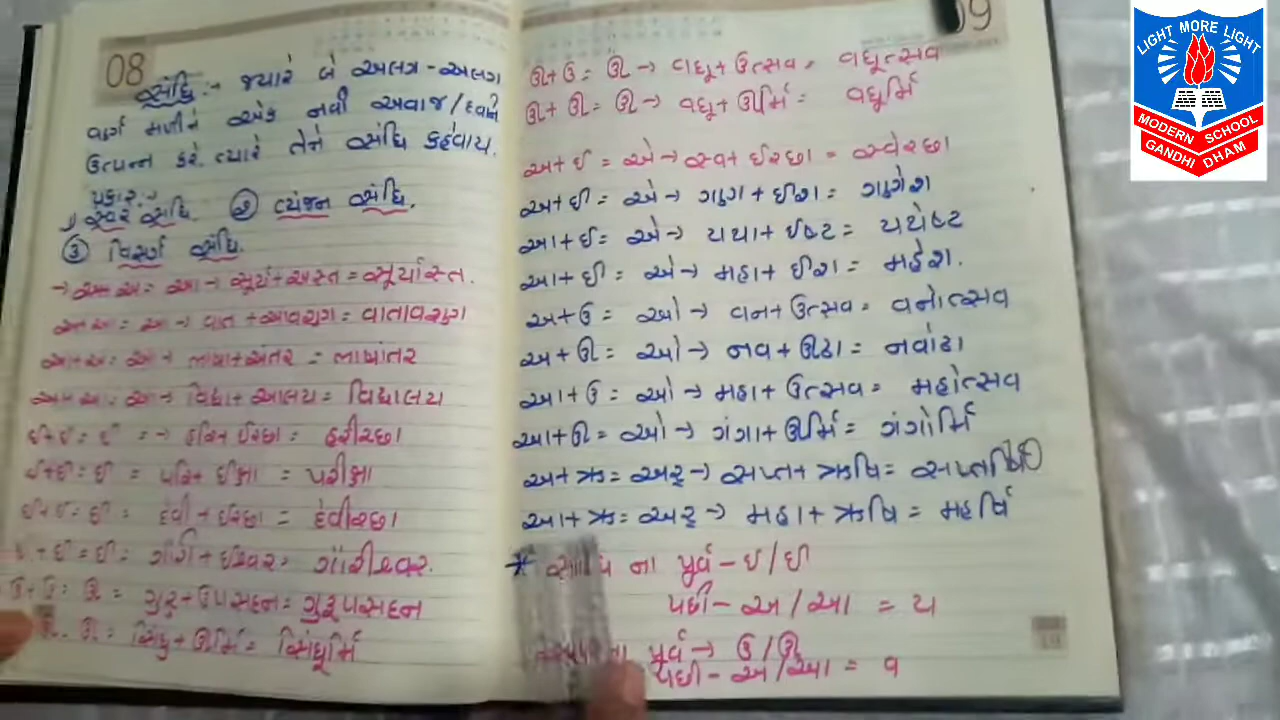 08
સંધિ :- જ્યારે બે અલગ-અલગ
વર્ણ મળીને એક નવી અવાજ/ધ્વનિ
ઉત્પન્ન કરે. ત્યારે તેને સંધિ કહેવાય.
પ્રકાર :-
૧) સ્વર સંધિ. ② વ્યંજન સંધિ.
③ વિસર્ગ સંધિ.
→ અ+અ= આ → સૂર્ય+અસ્ત = સૂર્યાસ્ત.
અ+આ= આ → વાત +આવરણ= વાતાવરણ
આ+અ= આ → ભાષા+અંતર = ભાષાંતર
આ+આ= આ → વિદ્યા+ આલય= વિદ્યાલય
ઈ+ઈ= ઈ = → હરિ+ ઈચ્છા= હરીચ્છા
ઈ+ઈ= ઈ = પરિ+ ઈક્ષા = પરીક્ષા
ઈ+ઈ= ઈ = દેવી+ઈચ્છા = દેવીચ્છા
+ઈ=ઈ= ગૌરી+ઈશ્વર= ગૌરીશ્વર.
ઉ+ઉ= ઊ = ગુરુ+ઉપસદન= ગુરૂપસદન
ઊ= સિંધુ+ઊર્મિ= સિંધૂર્મિ
09
ઊ+ઉ= ઊ → વધૂ+ઉત્સવ= વધૂત્સવ
ઊ+ઊ= ઊ → વધૂ+ઊર્મિ= વધૂર્મિ
અ+ઈ = એ → સ્વ+ઈચ્છા = સ્વેચ્છા
અ+ઈ= એ → ગણ+ઈશ= ગણેશ
આ+ઈ= એ → યથા+ ઈષ્ટ= યથેષ્ટ
આ+ઈ= એ → મહા+ ઈશ= મહેશ.
અ+ઉ= ઓ → વન+ઉત્સવ= વનોત્સવ
અ+ઊ= ઓ → નવ+ઊઢા= નવોઢા
આ+ઉ= ઓ → મહા+ઉત્સવ= મહોત્સવ
આ+ઊ= ઓ → ગંગા+ઊર્મિ= ગંગોર્મિ
અ+ઋ= અર્ → સપ્ત+ઋષિ= સપ્તર્ષિ
આ+ઋ= અર્ → મહા+ઋષિ = મહર્ષિ
* ના પૂર્વ - ઈ/ઈ
પછી - અ/આ = ય
ના પૂર્વ → ઉ/ઊ
પછી - અ/આ = વ
LIGHT MORE LIGHT
MODERN SCHOOL
GANDHI DHAM